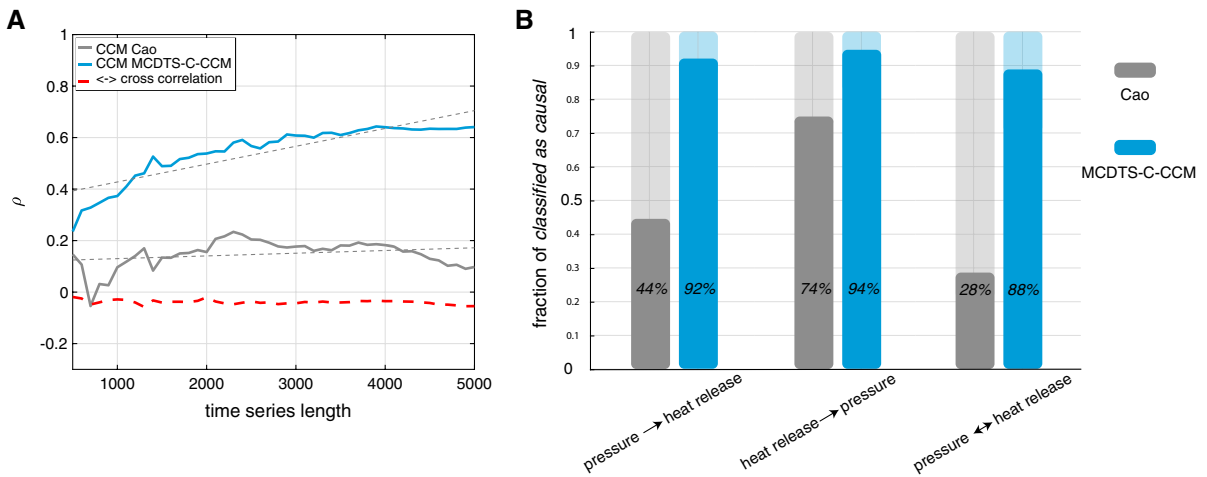 A
CCM Cao
CCM MCDTS-C-CCM
<-> cross correlation
1
0.8
0.6
0.4
0.2
0
-0.2
ρ
1000 2000 3000 4000 5000
time series length
B
1
0.9
0.8
0.7
0.6
0.5
0.4
0.3
0.2
0.1
0
fraction of classified as causal
44% 92% 74% 94% 28% 88%
pressure → heat release
heat release → pressure
pressure ↔ heat release
Cao
MCDTS-C-CCM